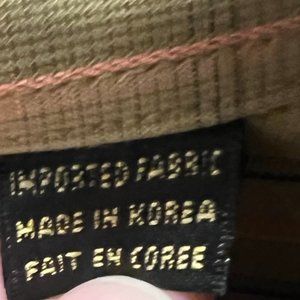 IMPORTED FABRIC
MADE IN KOREA
FAIT EN COREE